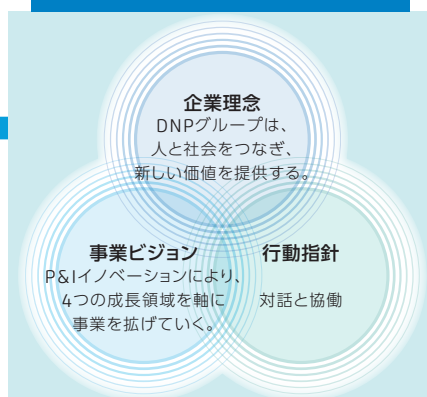 企業理念
DNPグループは、
人と社会をつなぎ、
新しい価値を提供する。
事業ビジョン
P&Iイノベーションにより、
4つの成長領域を軸に
事業を拡げていく。
行動指針
対話と協働